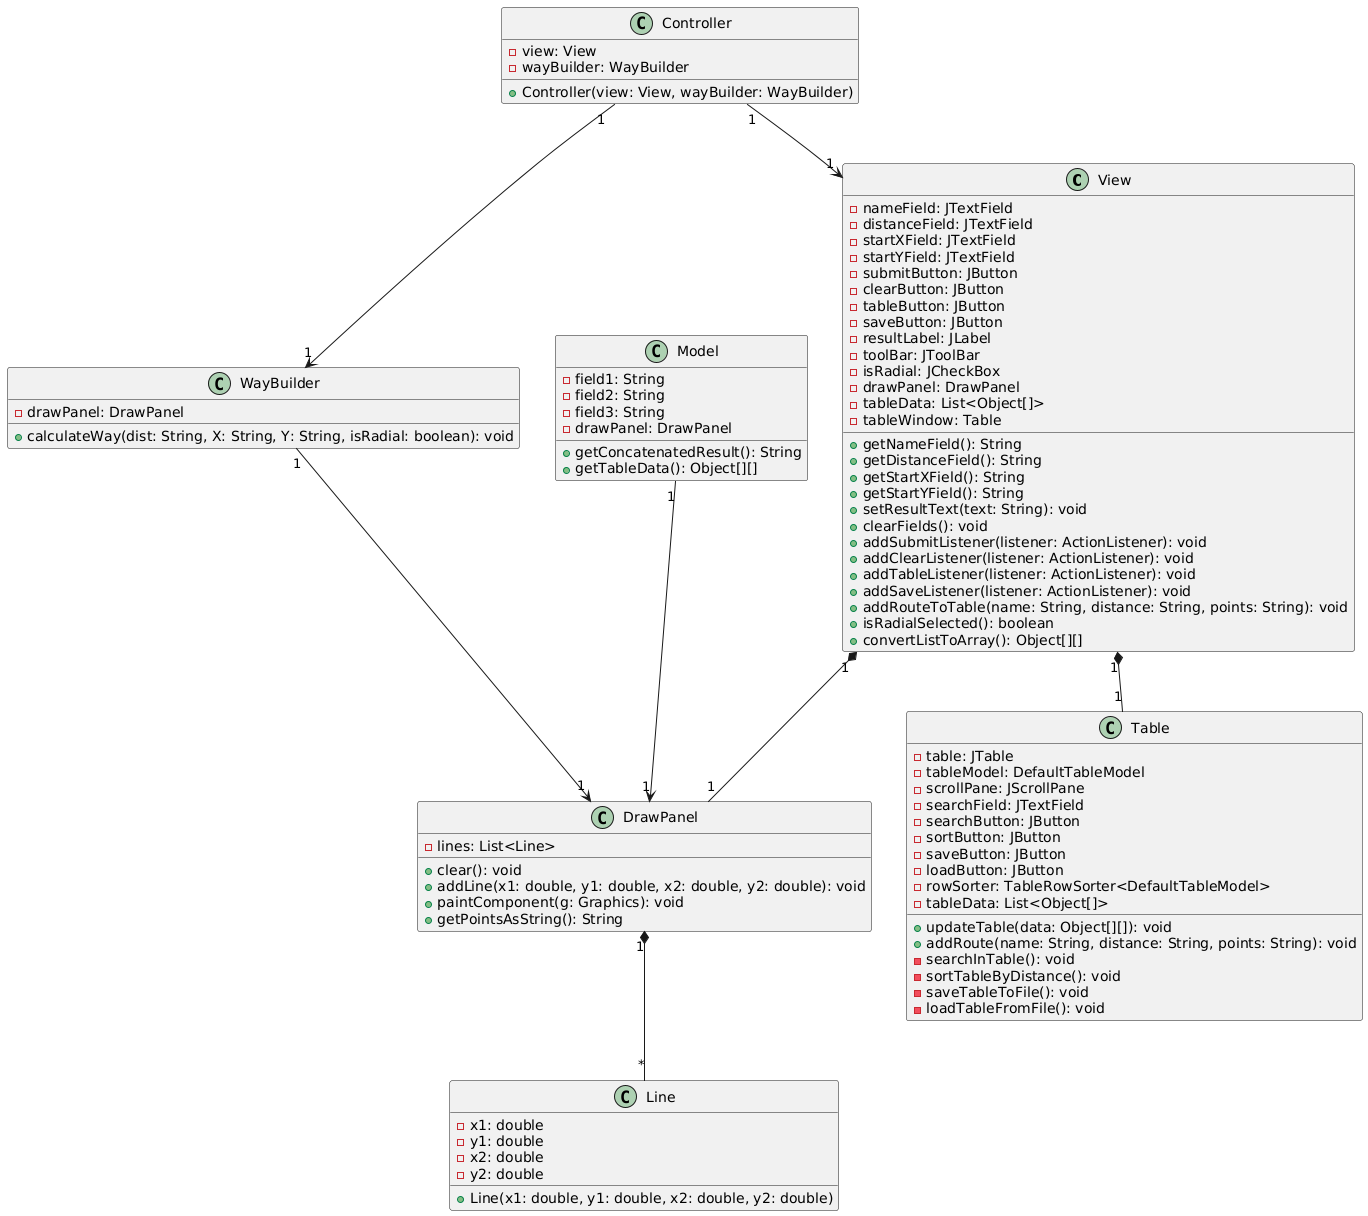 C Controller
view: View
wayBuilder: WayBuilder
Controller(view: View, wayBuilder: WayBuilder)
1
1
1
1
C View
nameField: JTextField
distanceField: JTextField
startXField: JTextField
startYField: JTextField
submitButton: JButton
clearButton: JButton
tableButton: JButton
saveButton: JButton
resultLabel: JLabel
toolBar: JToolBar
isRadial: JCheckBox
drawPanel: DrawPanel
tableData: List<Object[]>
tableWindow: Table
getNameField(): String
getDistanceField(): String
getStartXField(): String
getStartYField(): String
setResultText(text: String): void
clearFields(): void
addSubmitListener(listener: ActionListener): void
addClearListener(listener: ActionListener): void
addTableListener(listener: ActionListener): void
addSaveListener(listener: ActionListener): void
addRouteToTable(name: String, distance: String, points: String): void
isRadialSelected(): boolean
convertListToArray(): Object[][]
C WayBuilder
drawPanel: DrawPanel
calculateWay(dist: String, X: String, Y: String, isRadial: boolean): void
C Model
field1: String
field2: String
field3: String
drawPanel: DrawPanel
getConcatenatedResult(): String
getTableData(): Object[][]
1
1
1
1
1
1
1
1
C Table
table: JTable
tableModel: DefaultTableModel
scrollPane: JScrollPane
searchField: JTextField
searchButton: JButton
sortButton: JButton
saveButton: JButton
loadButton: JButton
rowSorter: TableRowSorter<DefaultTableModel>
tableData: List<Object[]>
updateTable(data: Object[][]): void
addRoute(name: String, distance: String, points: String): void
searchInTable(): void
sortTableByDistance(): void
saveTableToFile(): void
loadTableFromFile(): void
C DrawPanel
lines: List<Line>
clear(): void
addLine(x1: double, y1: double, x2: double, y2: double): void
paintComponent(g: Graphics): void
getPointsAsString(): String
1
*
C Line
x1: double
y1: double
x2: double
y2: double
Line(x1: double, y1: double, x2: double, y2: double)